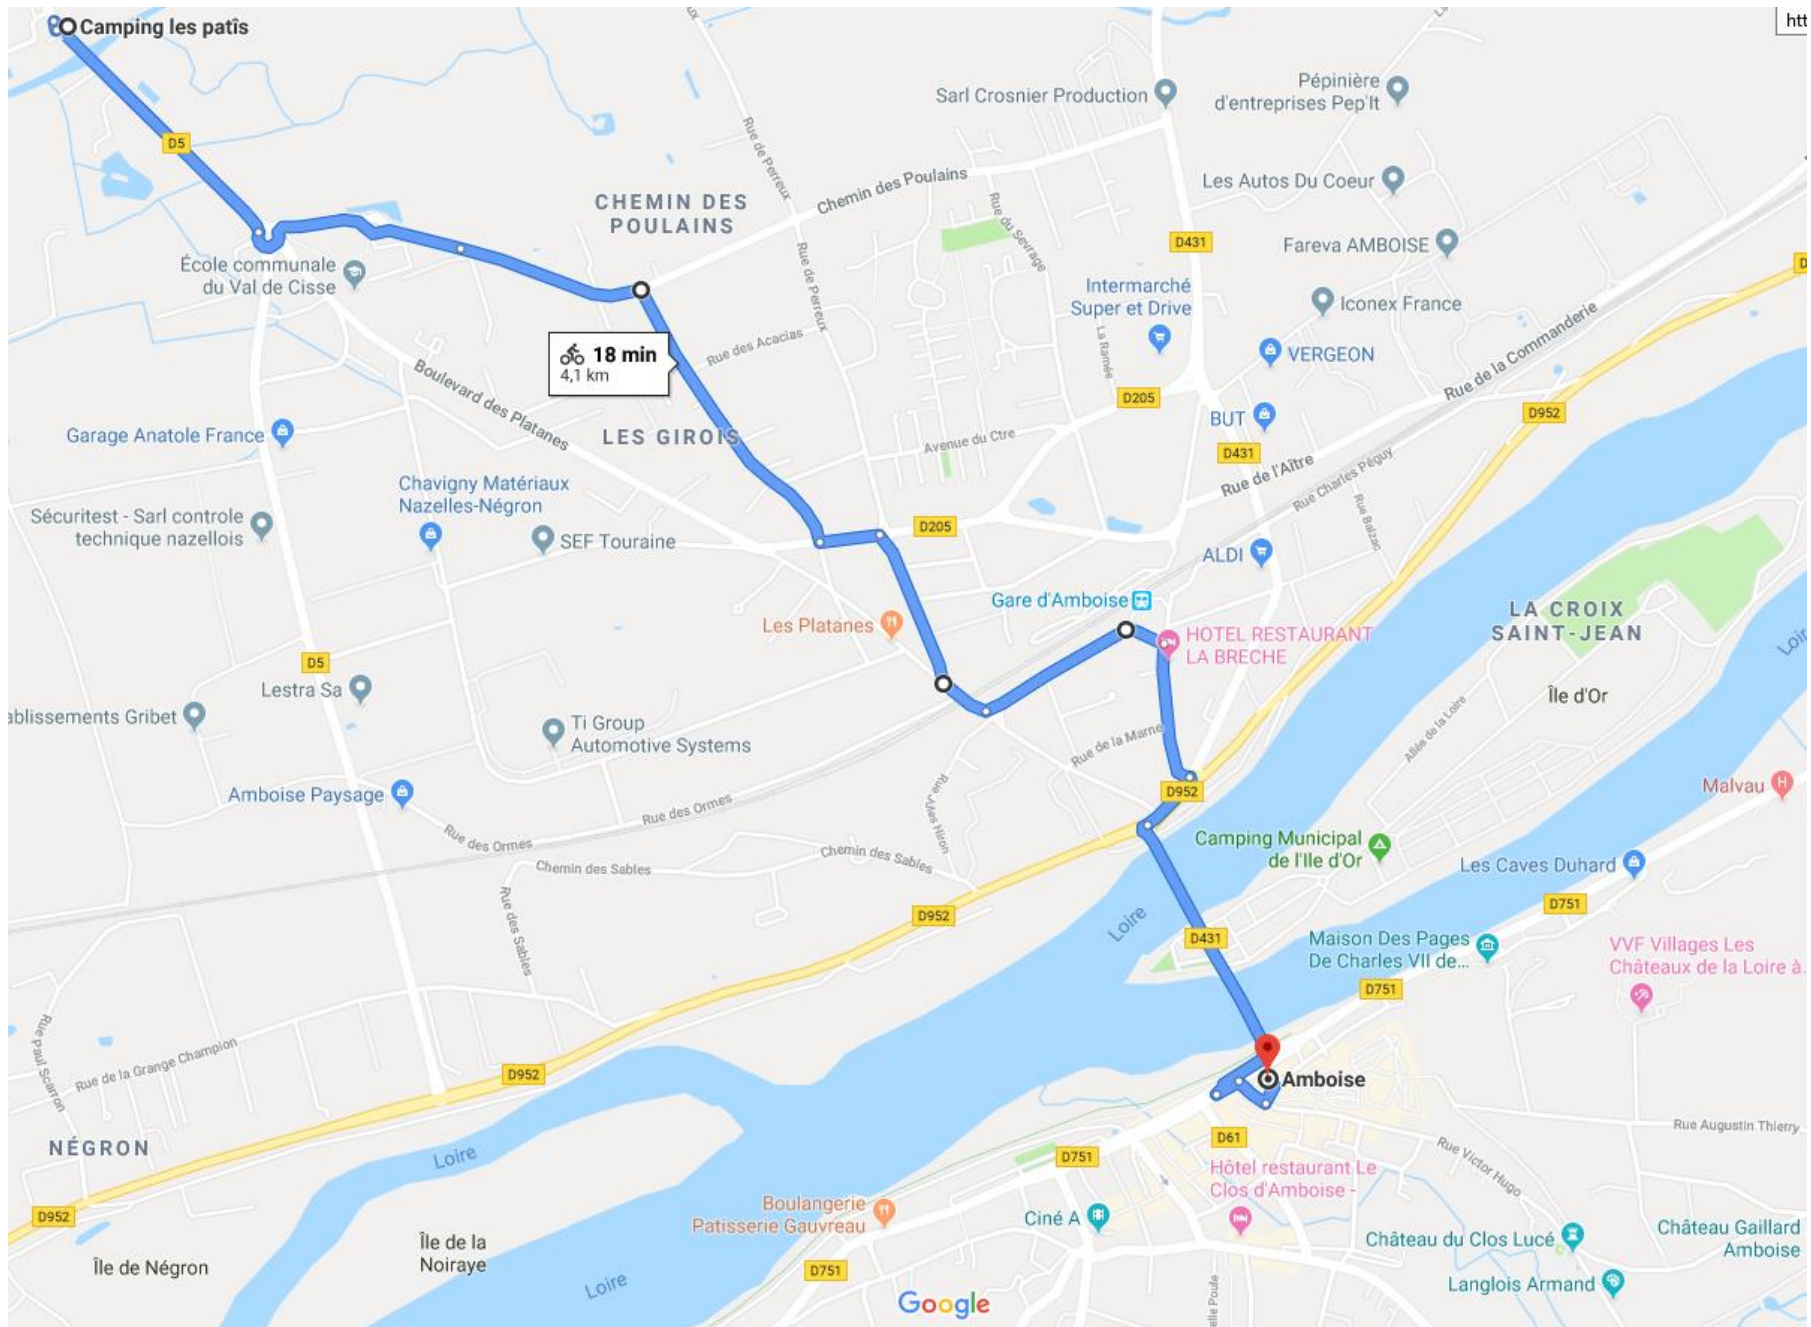 htt
Camping les patîs
Sarl Crosnier Production
Pépinière
d'entreprises Pep'It
D5
Rue de Perreux
Chemin des Poulains
Les Autos Du Coeur
CHEMIN DES
POULAINS
Rue du Sevrage
D431
Fareva AMBOISE
École communale
du Val de Cisse
Rue de Perreux
Intermarché
Super et Drive
Iconex France
D
18 min
4,1 km
Rue des Acacias
La Ramée
VERGEON
Rue de la Commanderie
Boulevard des Platanes
D205
BUT
D952
Garage Anatole France
LES GIROIS
Avenue du Ctre
D431
Rue de l'Aître
Rue Charles Péguy
Chavigny Matériaux
Nazelles-Négron
Rue Balzac
Sécuritest - Sarl controle
technique nazellois
SEF Touraine
D205
ALDI
Gare d'Amboise
LA CROIX
SAINT-JEAN
Les Platanes
HOTEL RESTAURANT
LA BRECHE
Loir
D5
Lestra Sa
Île d'Or
ablissements Gribet
Ti Group
Automotive Systems
Rue de la Marne
Allée de la Loire
D952
Malvau
Amboise Paysage
Rue des Ormes
Rue Jules Hiron
Rue des Ormes
Chemin des Sables
Chemin des Sables
Camping Municipal
de l'Ile d'Or
Les Caves Duhard
Rue des Sables
D952
Loire
D431
D751
Maison Des Pages
De Charles VII de...
VVF Villages Les
Châteaux de la Loire à.
D751
Rue Paul Scarron
Rue de la Grange Champion
D952
Amboise
NÉGRON
Loire
D61
Rue Augustin Thierry
D751
Rue Victor Hugo
Hôtel restaurant Le
Clos d'Amboise -
D952
Boulangerie
Patisserie Gauvreau
Ciné A
Château du Clos Lucé
Château Gaillard
Amboise
Île de Négron
Île de la
Noiraye
D751
Loire
Langlois Armand
elle Poule
Google